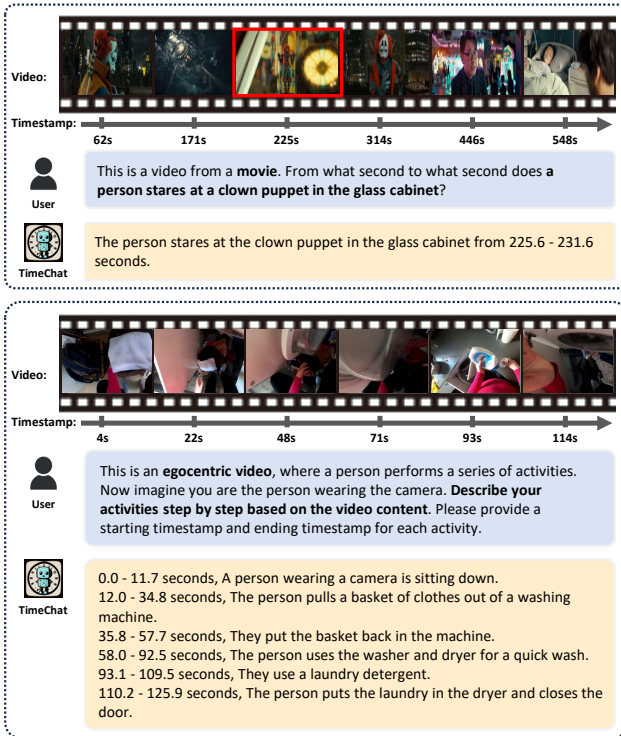 Video:
Timestamp:
62s 171s 225s 314s 446s 548s
User
This is a video from a movie. From what second to what second does a
person stares at a clown puppet in the glass cabinet?
TimeChat
The person stares at the clown puppet in the glass cabinet from 225.6 - 231.6
seconds.
Video:
Timestamp:
4s 22s 48s 71s 93s 114s
User
This is an egocentric video, where a person performs a series of activities.
Now imagine you are the person wearing the camera. Describe your
activities step by step based on the video content. Please provide a
starting timestamp and ending timestamp for each activity.
TimeChat
0.0 - 11.7 seconds, A person wearing a camera is sitting down.
12.0 - 34.8 seconds, The person pulls a basket of clothes out of a washing
machine.
35.8 - 57.7 seconds, They put the basket back in the machine.
58.0 - 92.5 seconds, The person uses the washer and dryer for a quick wash.
93.1 - 109.5 seconds, They use a laundry detergent.
110.2 - 125.9 seconds, The person puts the laundry in the dryer and closes the
door.